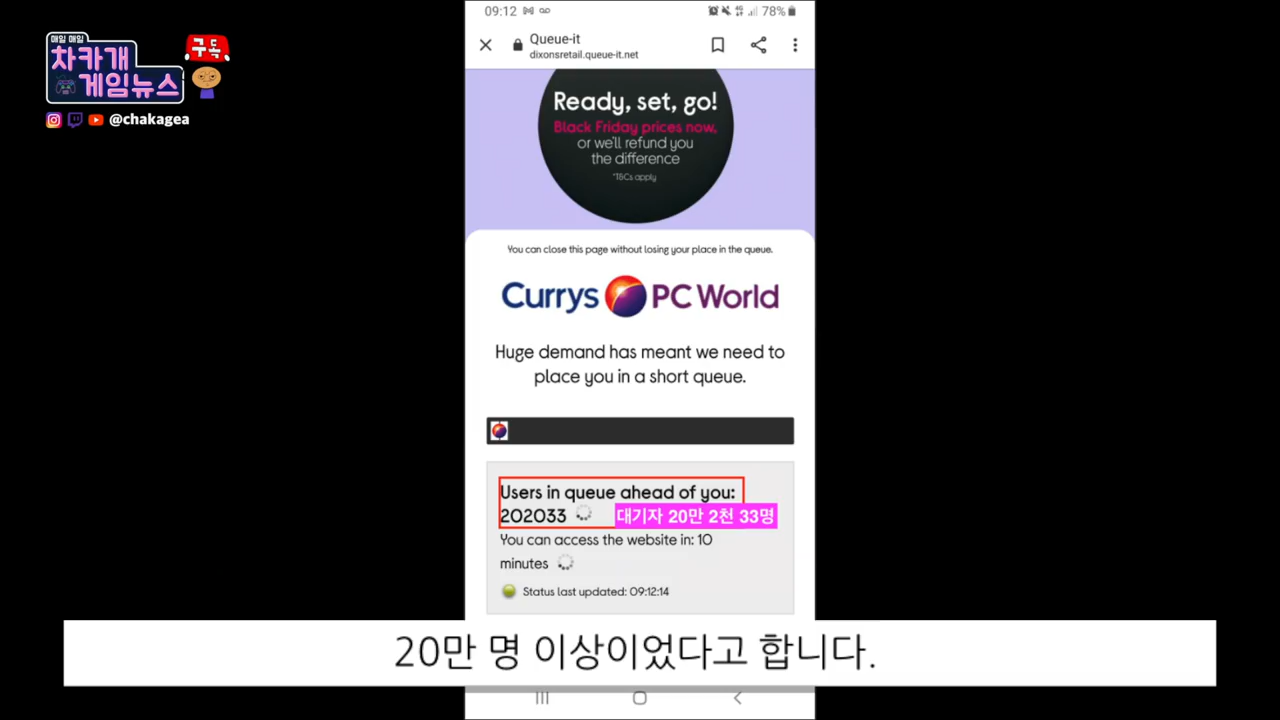 매일 매일
차카개
게임뉴스
구독
@chakagea
09:12
4G
78%
Queue-it
dixonsretail.queue-it.net
Ready, set, go!
Black Friday prices now,
or we'll refund you
the difference
*T&Cs apply
You can close this page without losing your place in the queue.
Currys PC World
Huge demand has meant we need to
place you in a short queue.
Users in queue ahead of you:
202033
대기자 20만 2천 33명
You can access the website in: 10
minutes
Status last updated: 09:12:14
20만 명 이상이었다고 합니다.